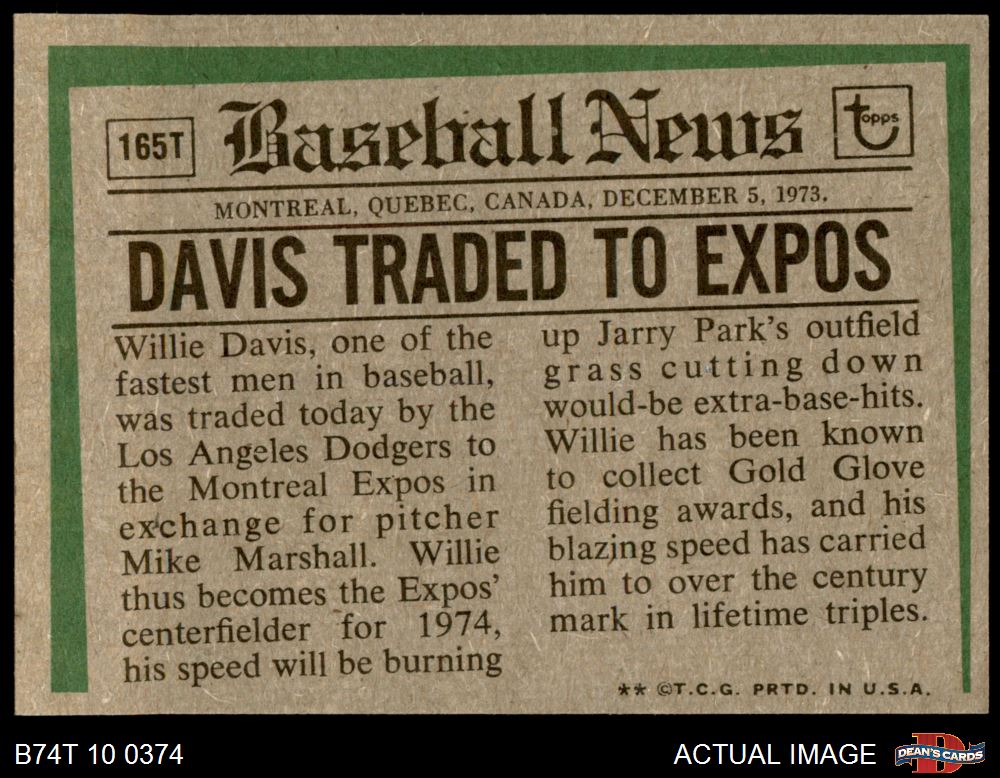 165T
Baseball News
topps
MONTREAL, QUEBEC, CANADA, DECEMBER 5, 1973.
DAVIS TRADED TO EXPOS
Willie Davis, one of the
fastest men in baseball,
was traded today by the
Los Angeles Dodgers to
the Montreal Expos in
exchange for pitcher
Mike Marshall. Willie
thus becomes the Expos'
centerfielder for 1974,
his speed will be burning
up Jarry Park's outfield
grass cutting down
would-be extra-base-hits.
Willie has been known
to collect Gold Glove
fielding awards, and his
blazing speed has carried
him to over the century
mark in lifetime triples.
** ©T.C.G. PRTD. IN U.S.A.
B74T 10 0374
ACTUAL IMAGE
DEAN'S CARDS